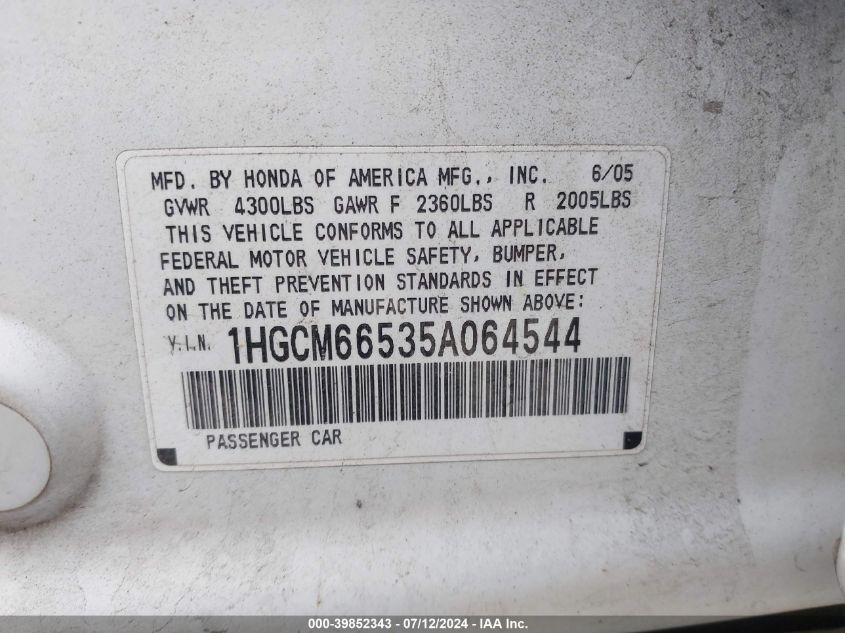 MFD. BY HONDA OF AMERICA MFG., INC. 6/05
GVWR 4300LBS GAWR F 2360LBS R 2005LBS
THIS VEHICLE CONFORMS TO ALL APPLICABLE
FEDERAL MOTOR VEHICLE SAFETY, BUMPER,
AND THEFT PREVENTION STANDARDS IN EFFECT
ON THE DATE OF MANUFACTURE SHOWN ABOVE:
V.I.N. 1HGCM66535A064544
PASSENGER CAR
000-39852343 - 07/12/2024 - IAA Inc.